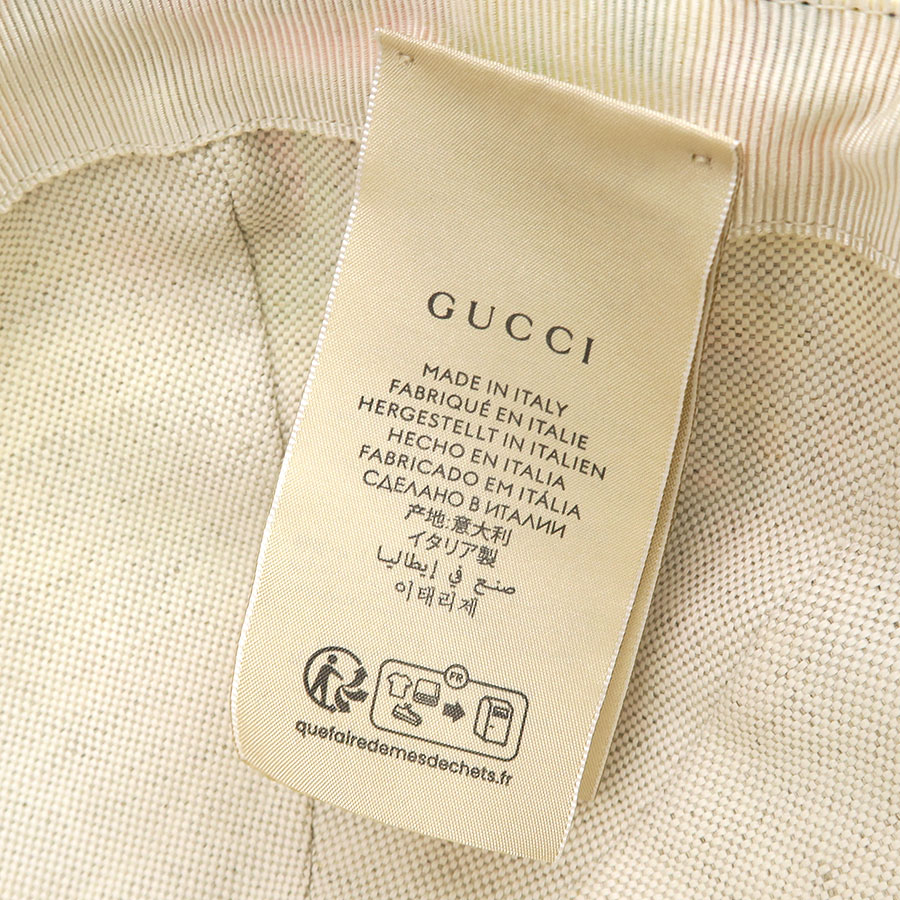 GUCCI
MADE IN ITALY
FABRIQUÉ EN ITALIE
HERGESTELLT IN ITALIEN
HECHO EN ITALIA
FABRICADO EM ITÁLIA
СДЕЛАНО В ИТАЛИИ
产地:意大利
イタリア製
صنع في إيطاليا
이태리제
FR
quefairedemesdechets.fr